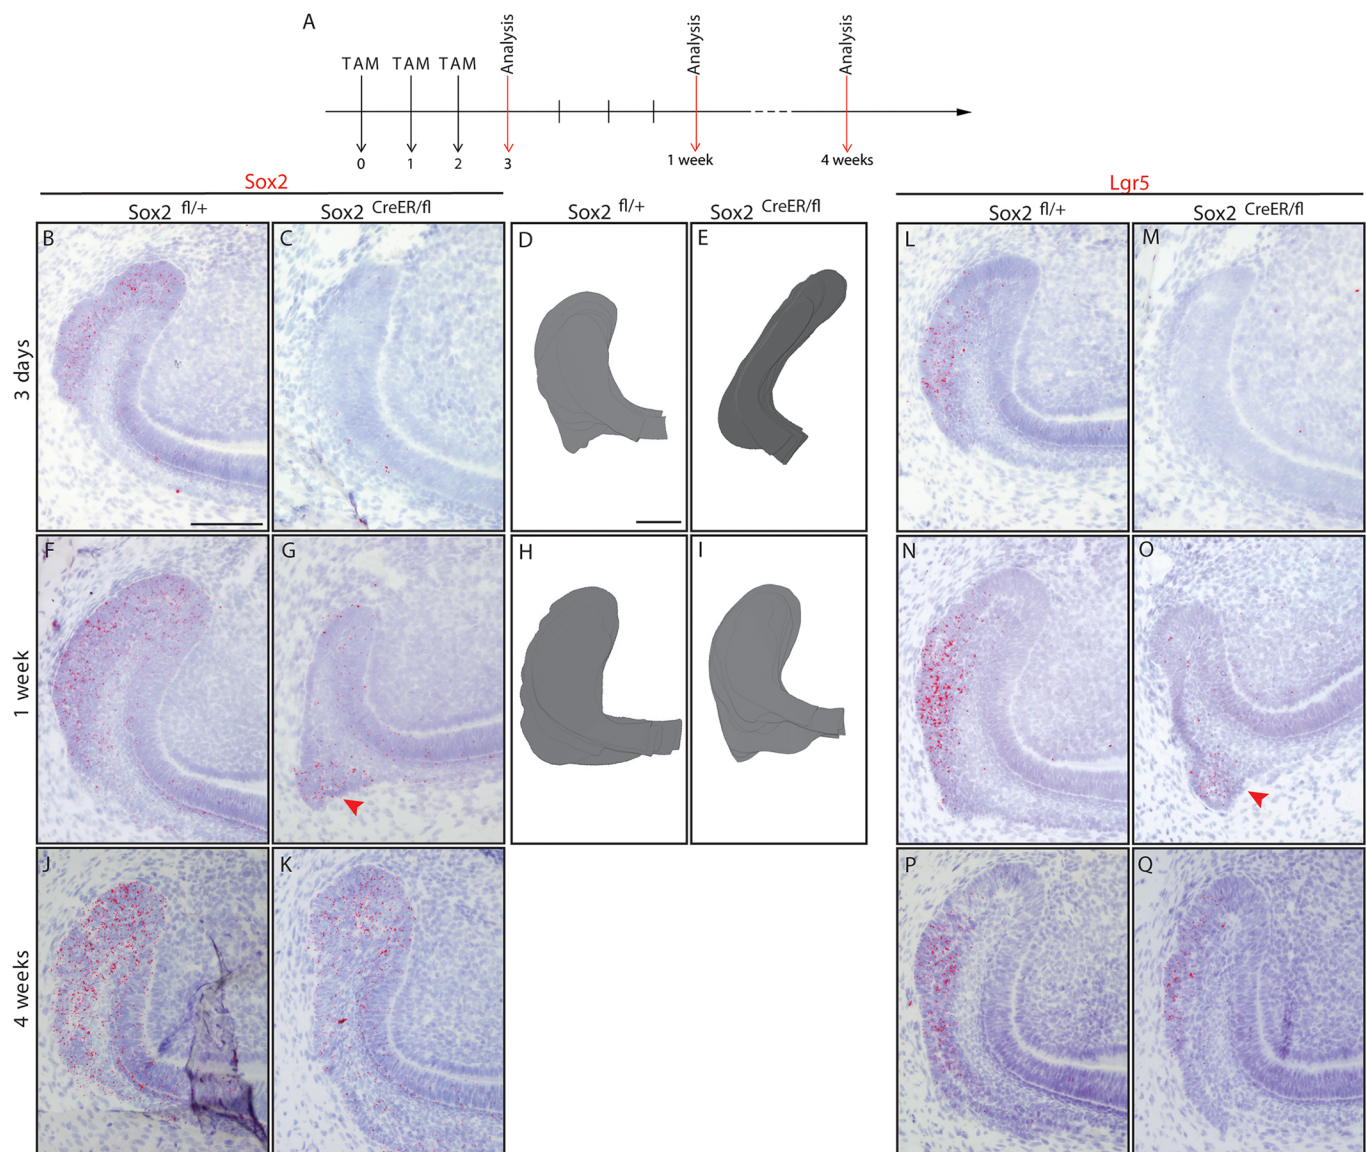 A
TAM TAM TAM Analysis Analysis Analysis
0 1 2 3 1 week 4 weeks
Sox2 Lgr5
Sox2 fl/+ Sox2 CreER/fl Sox2 fl/+ Sox2 CreER/fl Sox2 fl/+ Sox2 CreER/fl
3 days
B C D E L M
1 week
F G H I N O
4 weeks
J K P Q